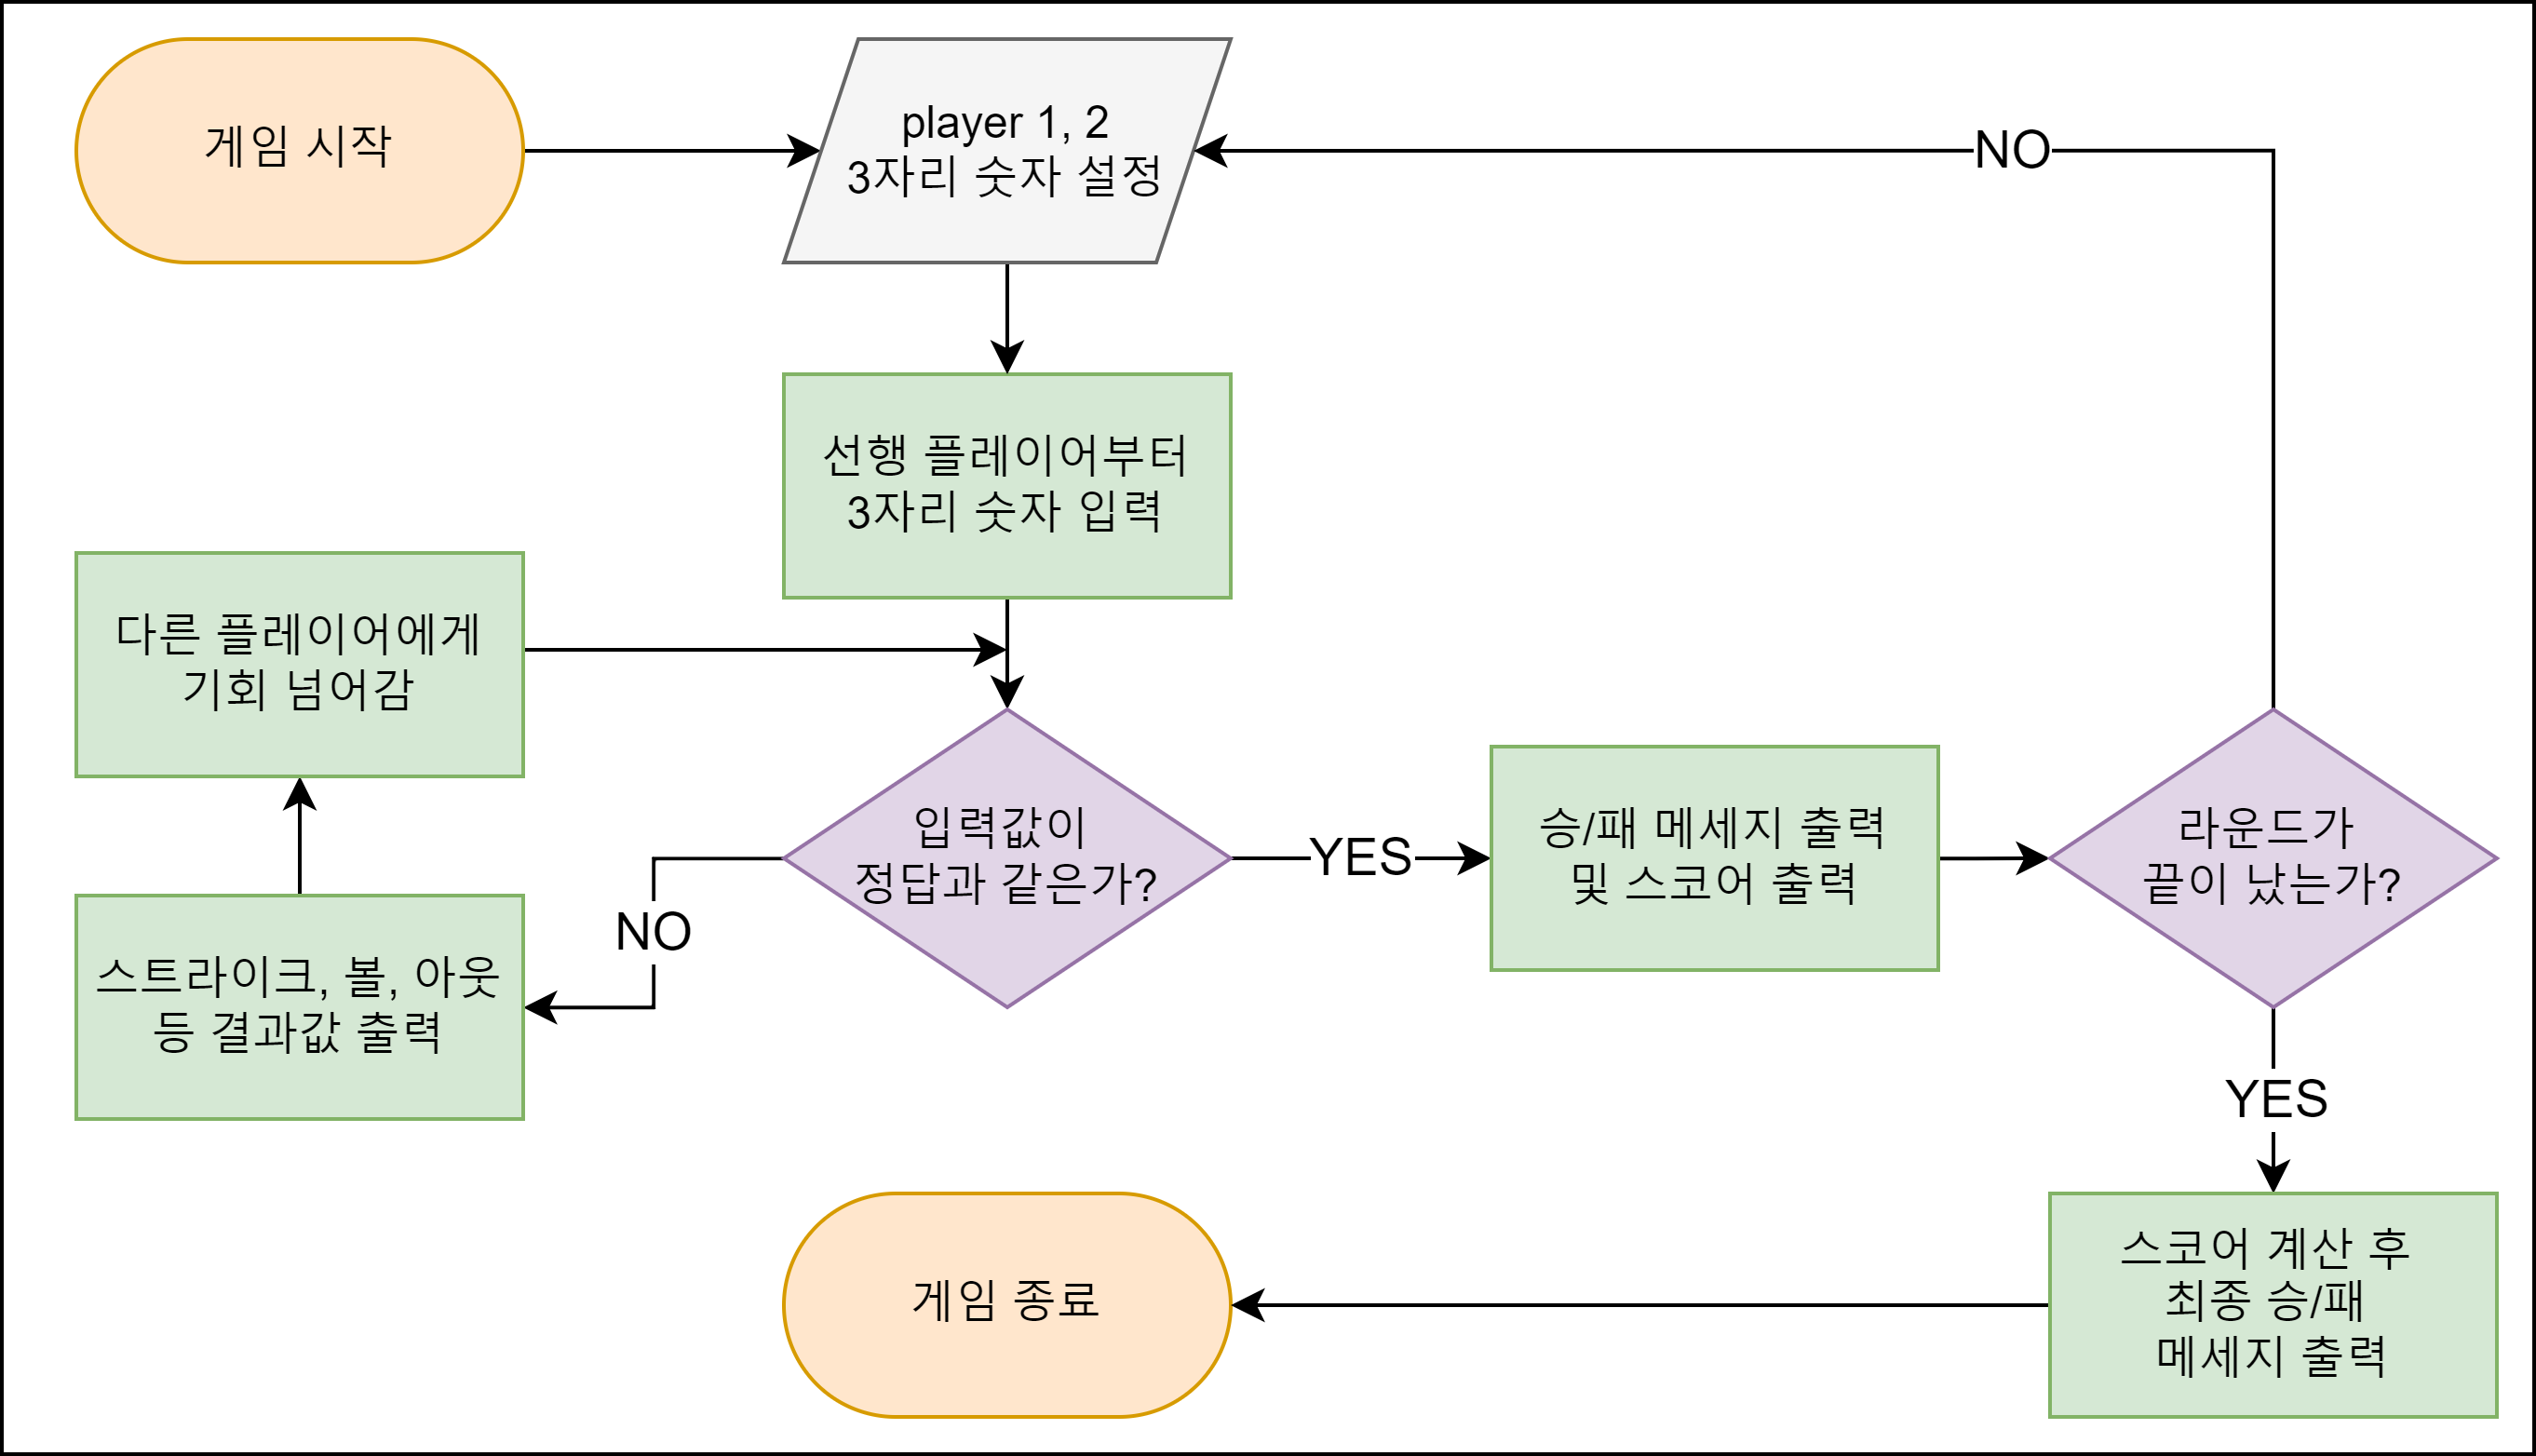 게임 시작
player 1, 2
3자리 숫자 설정
NO
선행 플레이어부터
3자리 숫자 입력
다른 플레이어에게
기회 넘어감
입력값이
정답과 같은가?
YES
승/패 메세지 출력
및 스코어 출력
라운드가
끝이 났는가?
NO
스트라이크, 볼, 아웃
등 결과값 출력
YES
스코어 계산 후
최종 승/패
메세지 출력
게임 종료